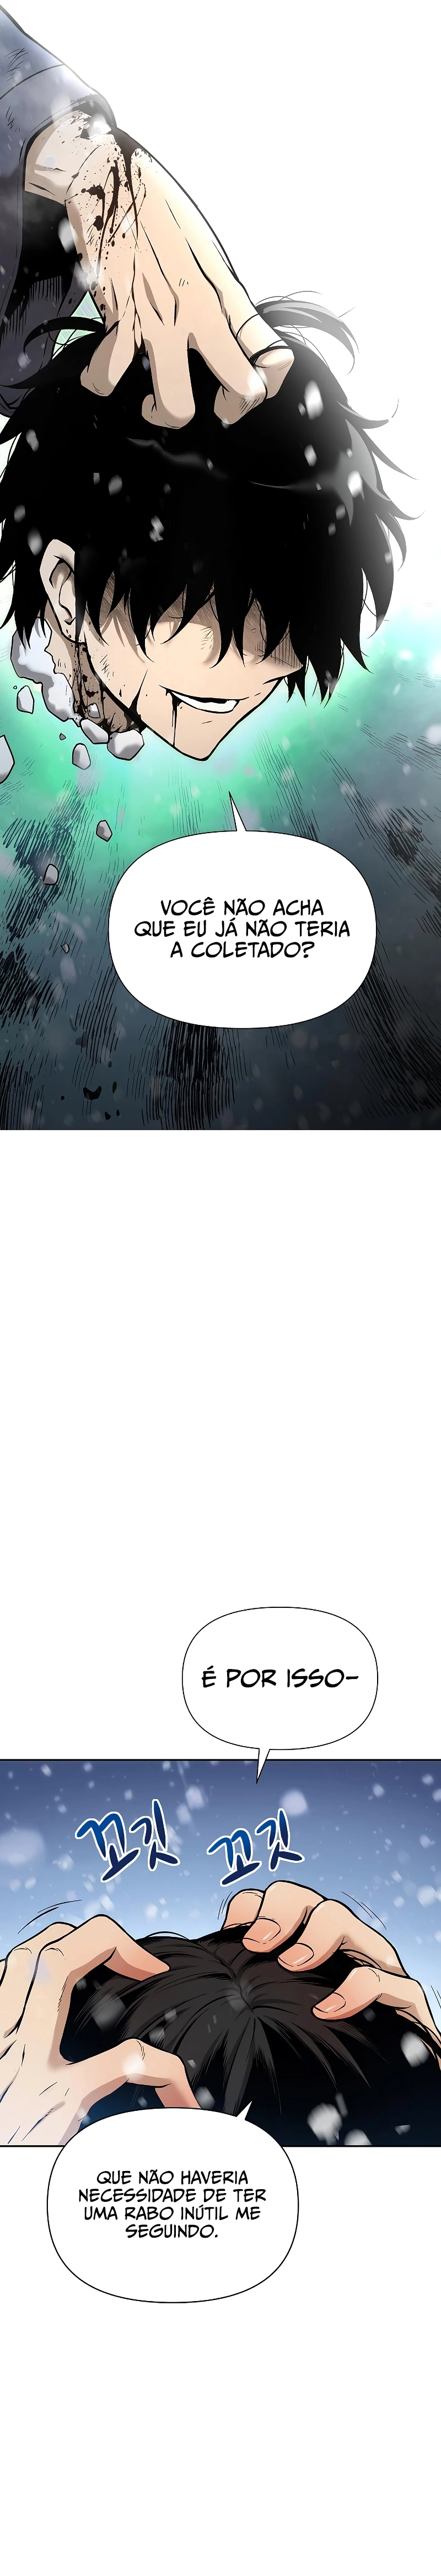 VOCÊ NÃO ACHA
QUE EU JÁ NÃO TERIA
A COLETADO?
É POR ISSO-
꼬깃
꼬깃
QUE NÃO HAVERIA
NECESSIDADE DE TER
UMA RABO INÚTIL ME
SEGUINDO.